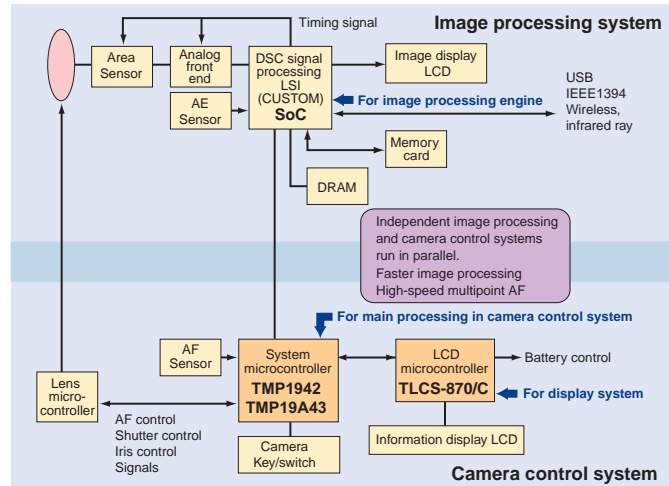 Timing signal
Image processing system
Area
Sensor
Analog
front
end
DSC signal
processing
LSI
(CUSTOM)
SoC
Image display
LCD
AE
Sensor
For image processing engine
USB
IEEE1394
Wireless,
infrared ray
Memory
card
DRAM
Independent image processing
and camera control systems
run in parallel.
Faster image processing
High-speed multipoint AF
For main processing in camera control system
AF
Sensor
System
microcontroller
TMP1942
TMP19A43
LCD
microcontroller
TLCS-870/C
Battery control
For display system
Lens
micro-
controller
AF control
Shutter control
Iris control
Signals
Camera
Key/switch
Information display LCD
Camera control system